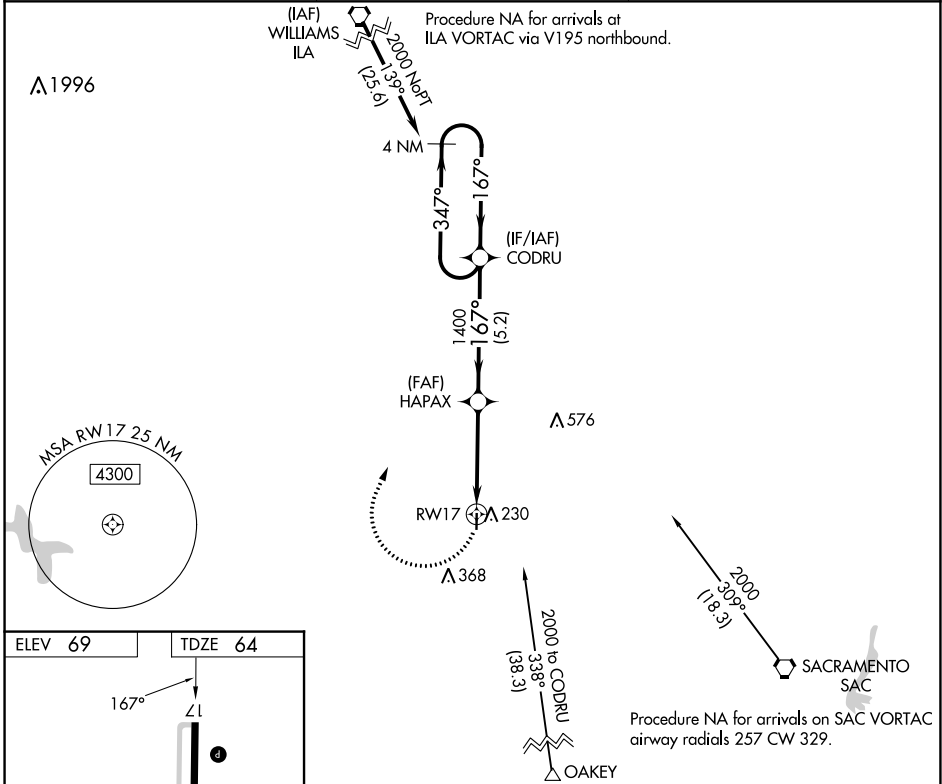 (IAF)
WILLIAMS
ILA
Procedure NA for arrivals at
ILA VORTAC via V195 northbound.
2000 NoPT
139°
(25.6)
1996
4 NM
347°
167°
(IF/IAF)
CODRU
1400
167°
(5.2)
(FAF)
HAPAX
576
MSA RW17 25 NM
4300
RW17
230
368
2000
309°
(18.3)
2000 to CODRU
338°
(38.3)
SACRAMENTO
SAC
Procedure NA for arrivals on SAC VORTAC
airway radials 257 CW 329.
OAKEY
ELEV 69
TDZE 64
167°
17
P